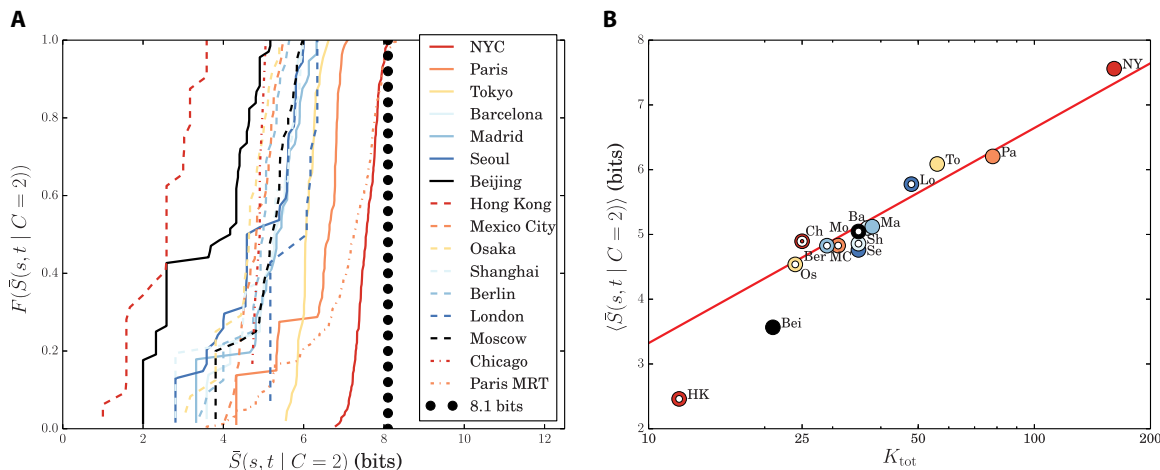 A
1.0
0.8
0.6
0.4
0.2
0.0
F(S̄(s, t | C = 2))
0.0
2
4
6
8
10
12
S̄(s, t | C = 2) (bits)
NYC
Paris
Tokyo
Barcelona
Madrid
Seoul
Beijing
Hong Kong
Mexico City
Osaka
Shanghai
Berlin
London
Moscow
Chicago
Paris MRT
8.1 bits
B
8
7
6
5
4
3
2
⟨S̄(s, t | C = 2)⟩ (bits)
NY
To
Pa
Lo
Ba
Ma
Ch
Mo
Sh
Ber MC
Se
Os
Bei
HK
10
25
50
100
200
K_tot